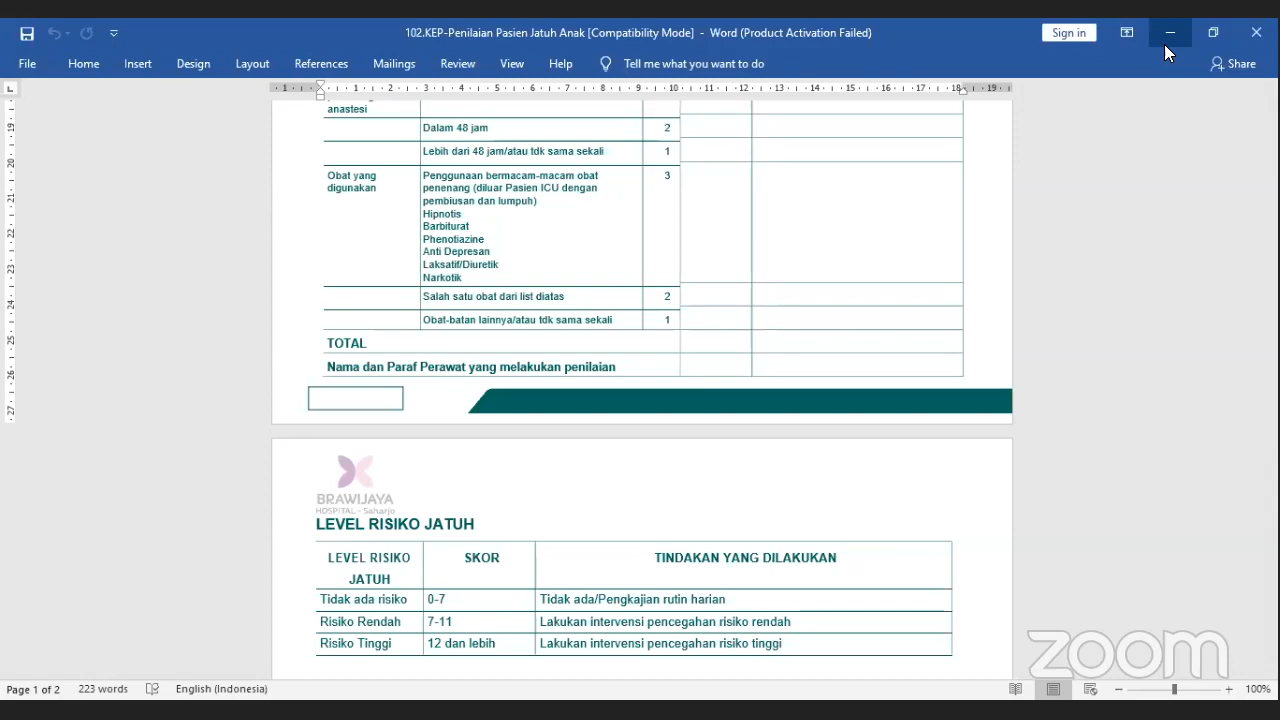 102.KEP-Penilaian Pasien Jatuh Anak [Compatibility Mode] - Word (Product Activation Failed)
Sign in
File Home Insert Design Layout References Mailings Review View Help Tell me what you want to do Share
anastesi
Dalam 48 jam 2
Lebih dari 48 jam/atau tdk sama sekali 1
Obat yang digunakan
Penggunaan bermacam-macam obat 3
penenang (diluar Pasien ICU dengan
pembiusan dan lumpuh)
Hipnotis
Barbiturat
Phenotiazine
Anti Depresan
Laksatif/Diuretik
Narkotik
Salah satu obat dari list diatas 2
Obat-batan lainnya/atau tdk sama sekali 1
TOTAL
Nama dan Paraf Perawat yang melakukan penilaian
BRAWIJAYA
HOSPITAL - Saharjo
LEVEL RISIKO JATUH
LEVEL RISIKO JATUH SKOR TINDAKAN YANG DILAKUKAN
Tidak ada risiko 0-7 Tidak ada/Pengkajian rutin harian
Risiko Rendah 7-11 Lakukan intervensi pencegahan risiko rendah
Risiko Tinggi 12 dan lebih Lakukan intervensi pencegahan risiko tinggi
zoom
Page 1 of 2 223 words English (Indonesia) 100%